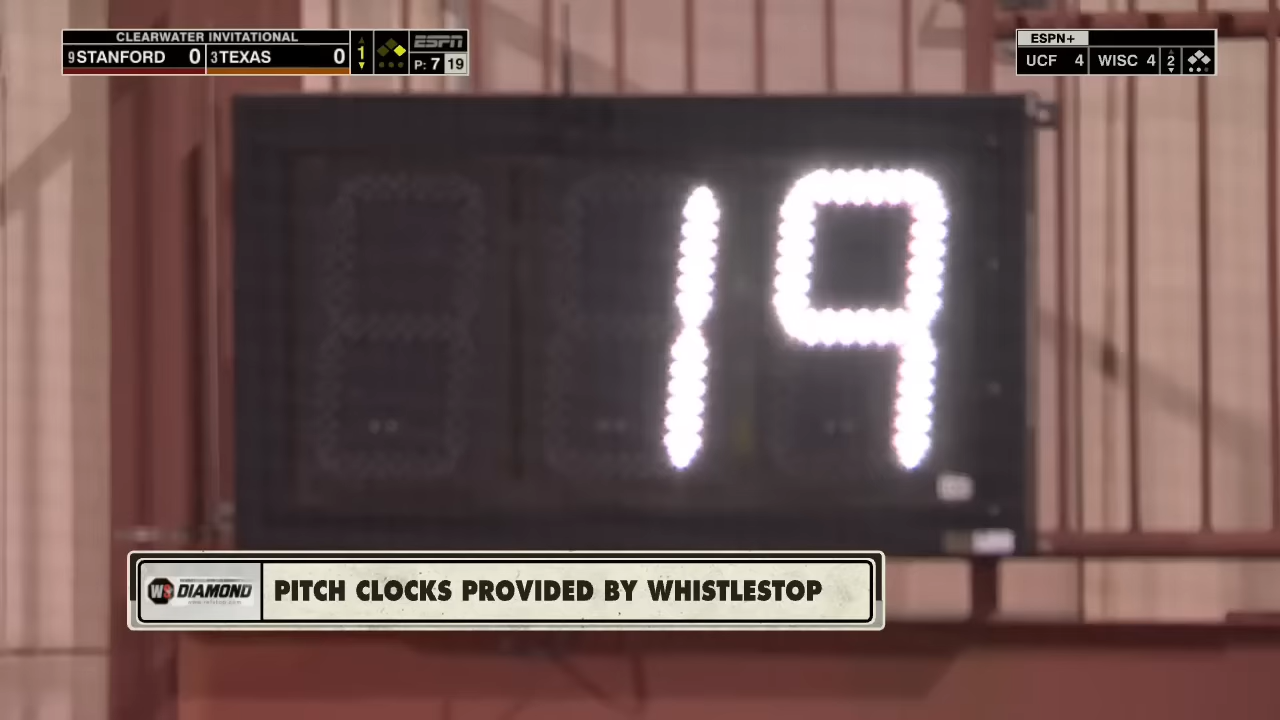 CLEARWATER INVITATIONAL
9 STANFORD 0 3 TEXAS 0
1
ESPN
P: 7 19
ESPN+
UCF 4 WISC 4 2
19
DIAMOND
PITCH CLOCKS PROVIDED BY WHISTLESTOP